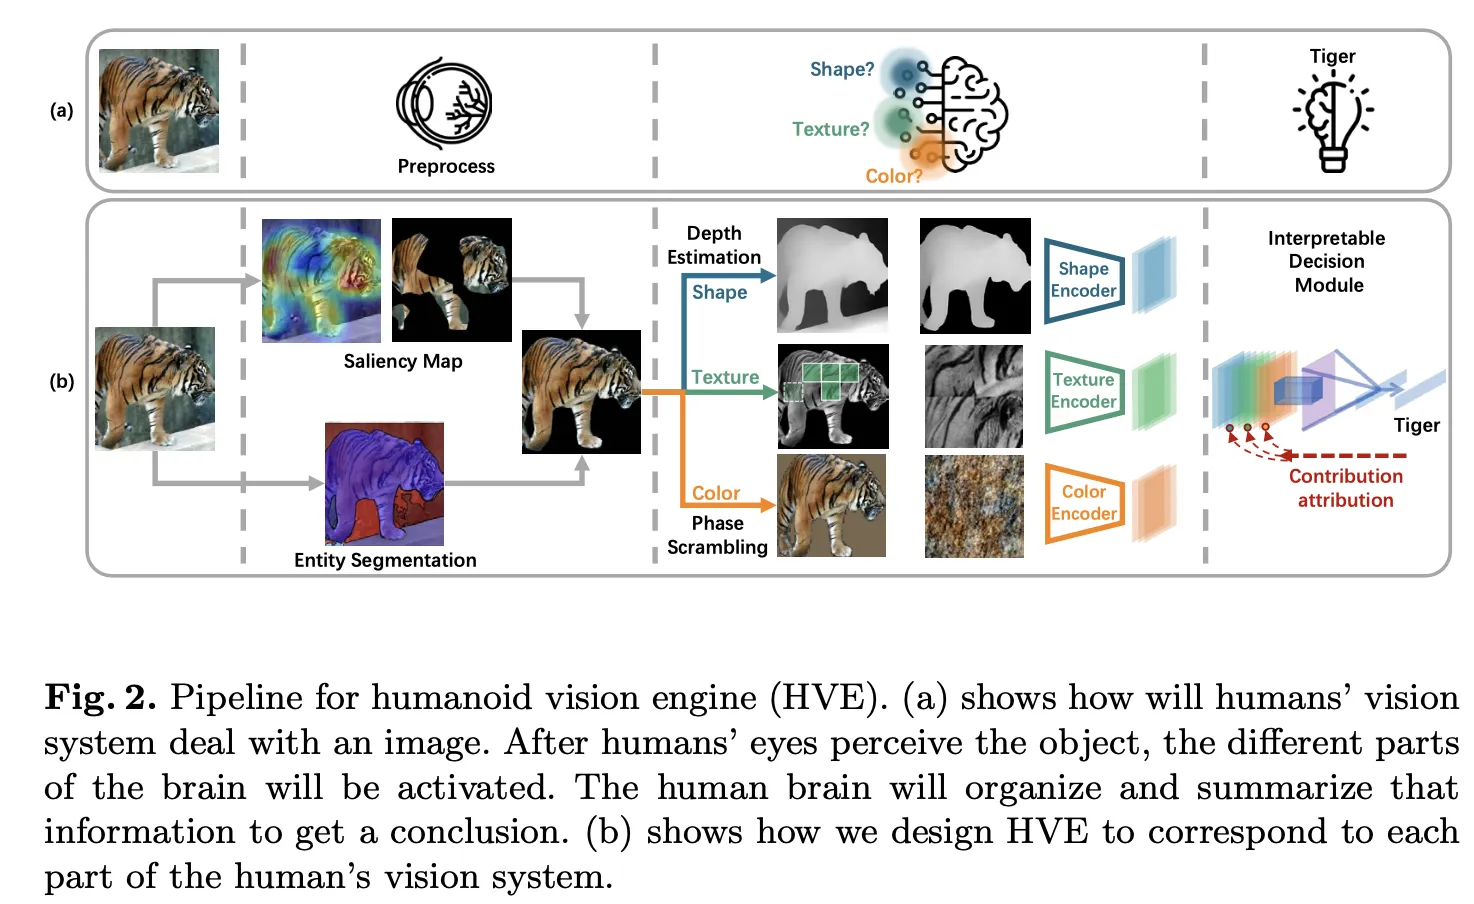 (a)
Preprocess
Shape?
Texture?
Color?
Tiger
(b)
Saliency Map
Entity Segmentation
Depth
Estimation
Shape
Texture
Color
Phase
Scrambling
Shape
Encoder
Texture
Encoder
Color
Encoder
Interpretable
Decision
Module
Tiger
Contribution
attribution
Fig. 2. Pipeline for humanoid vision engine (HVE). (a) shows how will humans’ vision
system deal with an image. After humans’ eyes perceive the object, the different parts
of the brain will be activated. The human brain will organize and summarize that
information to get a conclusion. (b) shows how we design HVE to correspond to each
part of the human’s vision system.